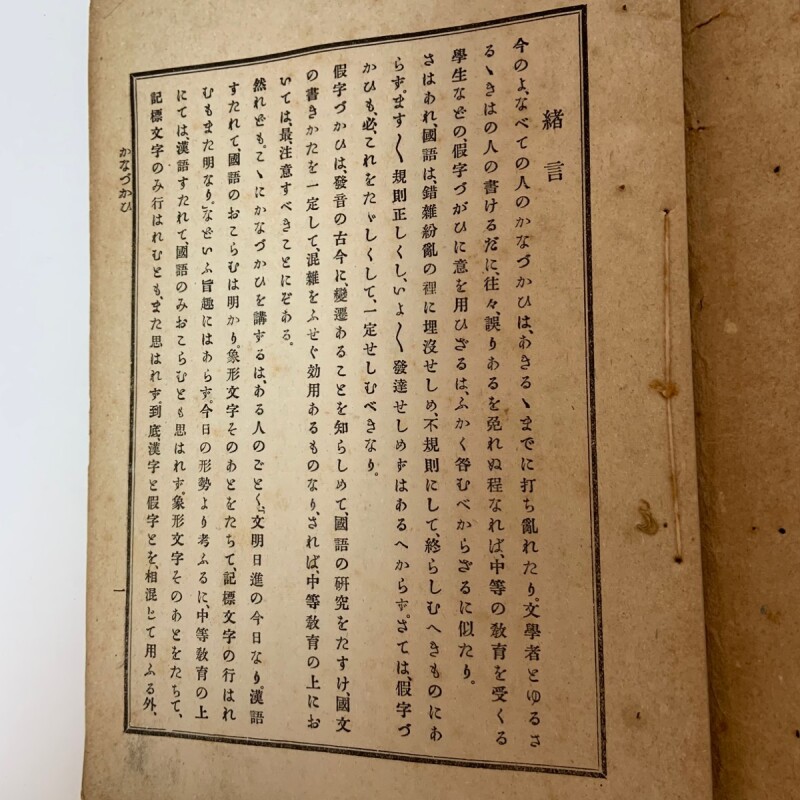 緒言
今のよ、なべての人のかなづかひは、あきるゝまでに打ち亂れたり。文學者とゆるさ
るゝきはの人の書けるだに、往々、誤りあるを免れぬ程なれば、中等の敎育を受くる
學生などの、假字づがひに意を用ひざるは、ふかく咎むべからざるに似たり。
さはあれ、國語は、錯雜紛亂の裡に埋沒せしめ、不規則にして、終らしむへきものにあ
らず。ます〱規則正しくし、いよ〱發達せしめずはあるへからず。さては、假字づ
かひも、必、これをたゞしくして、一定せしむべきなり。
假字づかひは、發音の古今に、變遷あることを知らしめて、國語の硏究をたすけ、國文
の書きかたを一定して、混雜をふせぐ効用あるものなり、されば、中等敎育の上にお
いては、最、注意すべきことにぞある。
然れども。こゝにかなづかひを講するは、ある人のごとく、「文明日進の今日なり。漢語
すたれて、國語のおこらむは明かり。象形文字そのあとをたちて、記標文字の行はれ
むもまた明なり。」などいふ旨趣にはあらず。今日の形勢より考ふるに、中等敎育の上
にては、漢語すたれて、國語のみおこらむとも思はれず。象形文字そのあとをたちて、
記標文字のみ行はれむとも、また思はれず。到底、漢字と假字とを、相混じて用ふる外、
かなづかひ
一